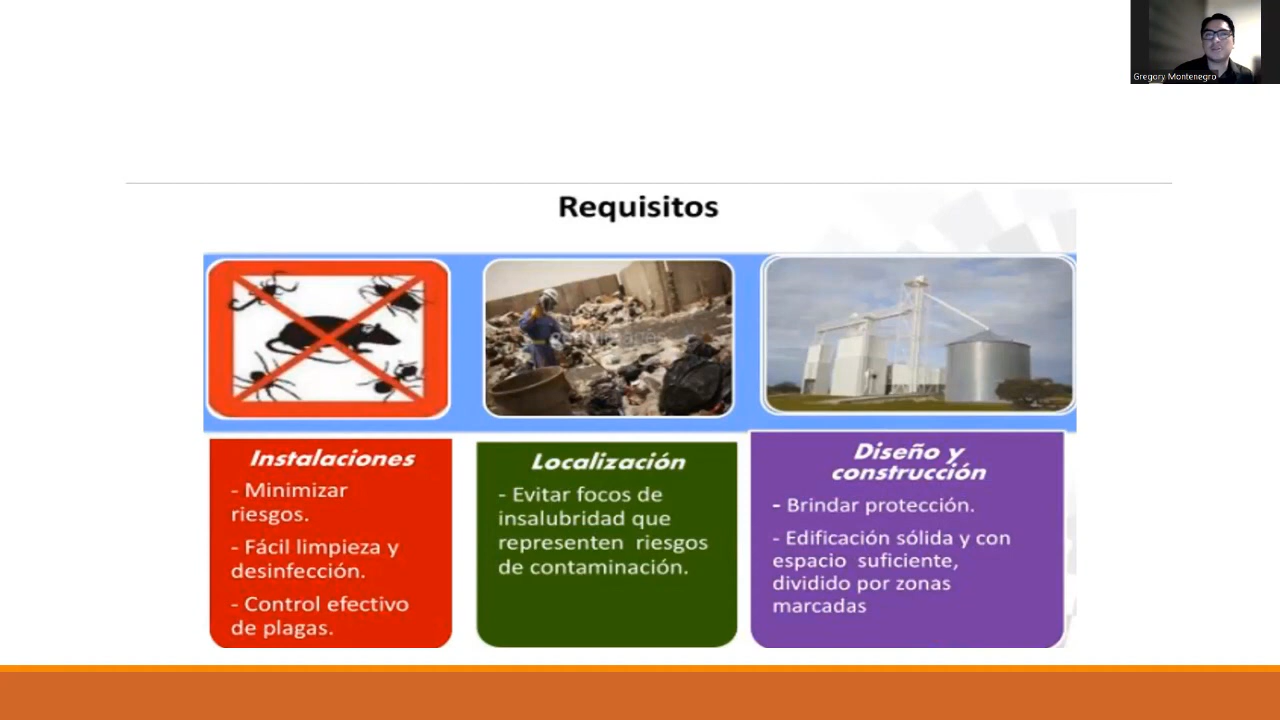 Gregory Montenegro
Requisitos
Instalaciones
- Minimizar
riesgos.
- Fácil limpieza y
desinfección.
- Control efectivo
de plagas.
Localización
- Evitar focos de
insalubridad que
representen riesgos
de contaminación.
Diseño y
construcción
- Brindar protección.
- Edificación sólida y con
espacio suficiente,
dividido por zonas
marcadas